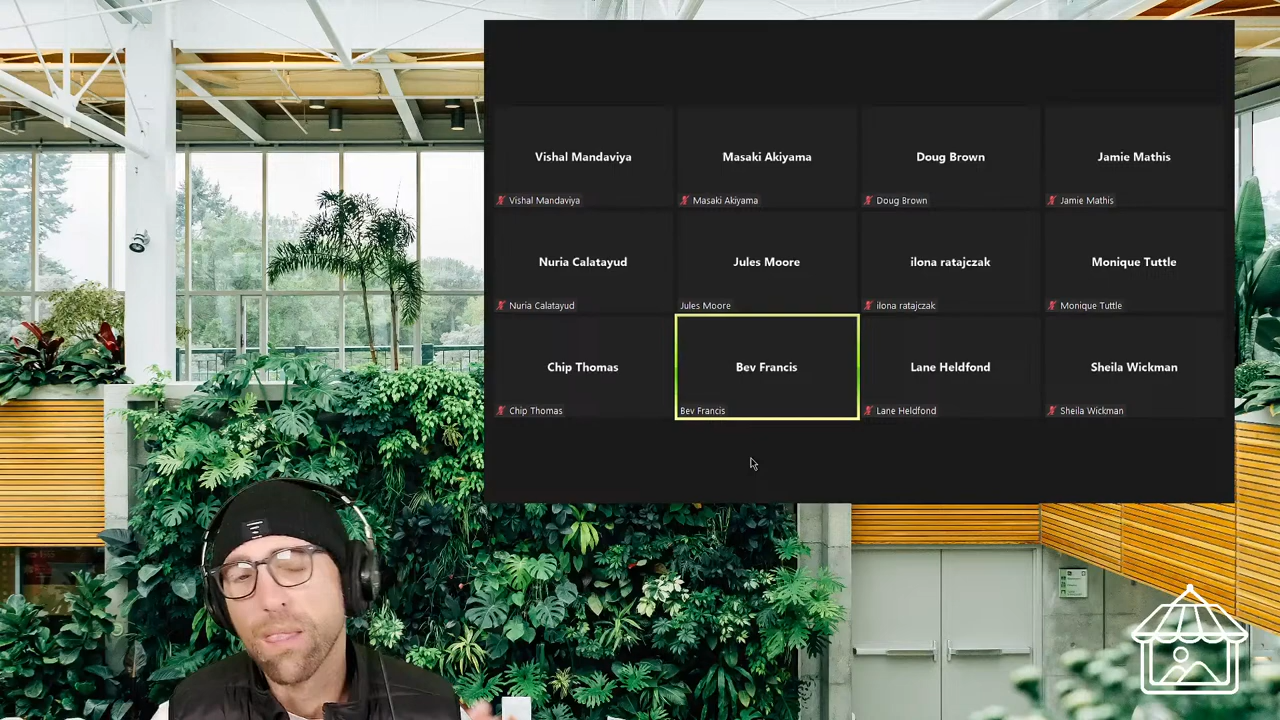 Vishal Mandaviya
Masaki Akiyama
Doug Brown
Jamie Mathis
Vishal Mandaviya
Masaki Akiyama
Doug Brown
Jamie Mathis
Nuria Calatayud
Jules Moore
ilona ratajczak
Monique Tuttle
Nuria Calatayud
Jules Moore
ilona ratajczak
Monique Tuttle
Chip Thomas
Bev Francis
Lane Heldfond
Sheila Wickman
Chip Thomas
Bev Francis
Lane Heldfond
Sheila Wickman